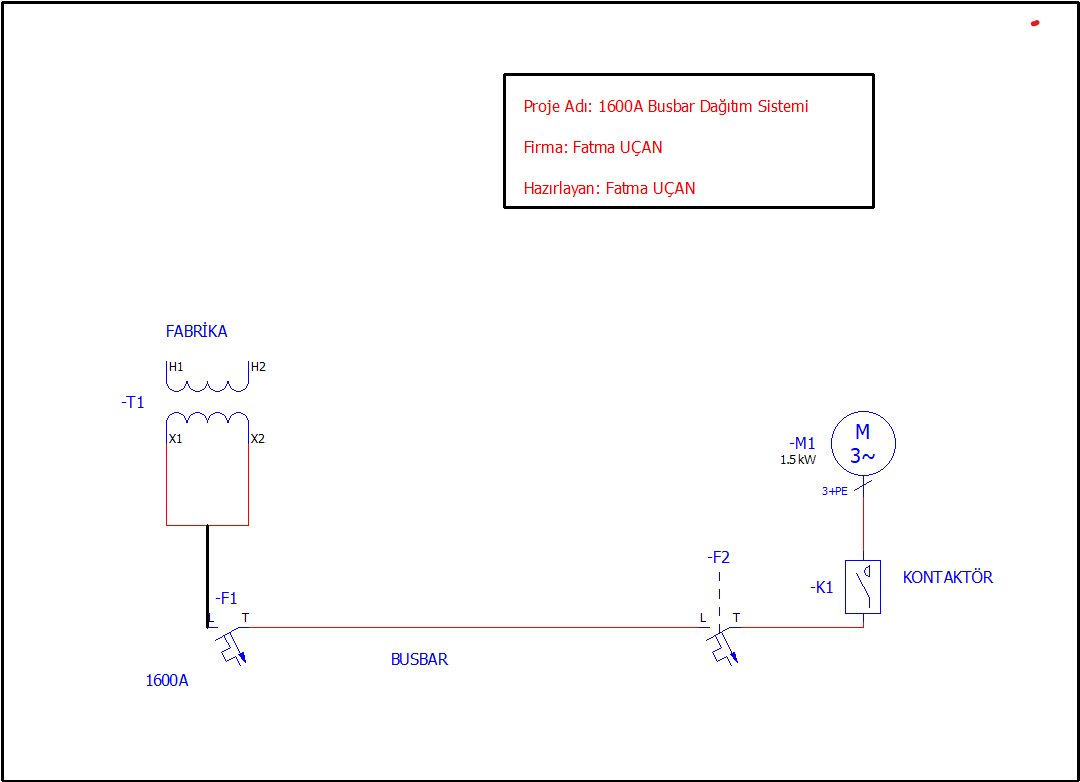 Proje Adı: 1600A Busbar Dağıtım Sistemi
Firma: Fatma UÇAN
Hazırlayan: Fatma UÇAN
FABRİKA
H1 H2
-T1
X1 X2
M
3~
-M1
1.5 kW
3+PE
-F2
-K1
KONTAKTÖR
-F1
L T
L T
BUSBAR
1600A